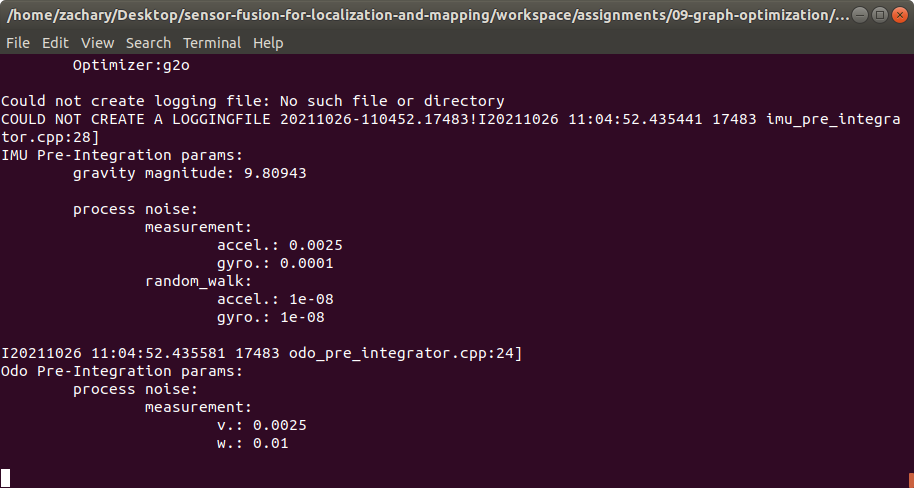 /home/zachary/Desktop/sensor-fusion-for-localization-and-mapping/workspace/assignments/09-graph-optimization/...
File Edit View Search Terminal Help
Optimizer:g2o
Could not create logging file: No such file or directory
COULD NOT CREATE A LOGGINGFILE 20211026-110452.17483!I20211026 11:04:52.435441 17483 imu_pre_integra
tor.cpp:28]
IMU Pre-Integration params:
gravity magnitude: 9.80943
process noise:
measurement:
accel.: 0.0025
gyro.: 0.0001
random_walk:
accel.: 1e-08
gyro.: 1e-08
I20211026 11:04:52.435581 17483 odo_pre_integrator.cpp:24]
Odo Pre-Integration params:
process noise:
measurement:
v.: 0.0025
w.: 0.01